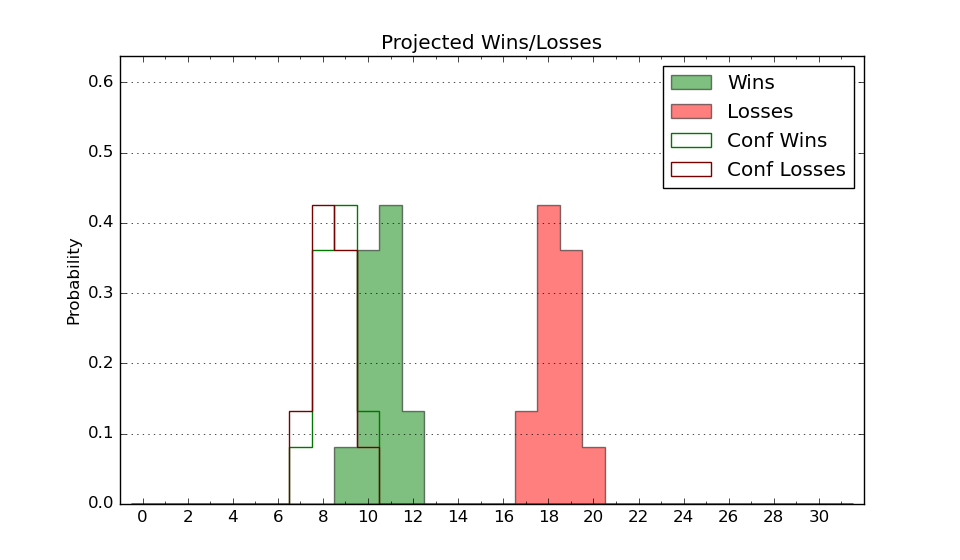 Projected Wins/Losses
Wins
Losses
Conf Wins
Conf Losses
Probability
0.6
0.5
0.4
0.3
0.2
0.1
0.0
0 2 4 6 8 10 12 14 16 18 20 22 24 26 28 30